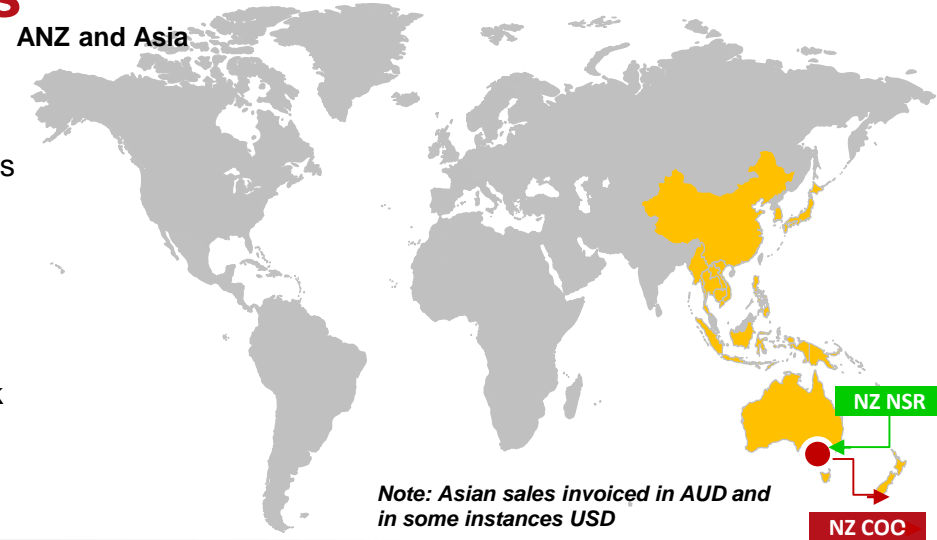 s
ANZ and Asia
s
k
NZ NSR
Note: Asian sales invoiced in AUD and
in some instances USD
NZ COC